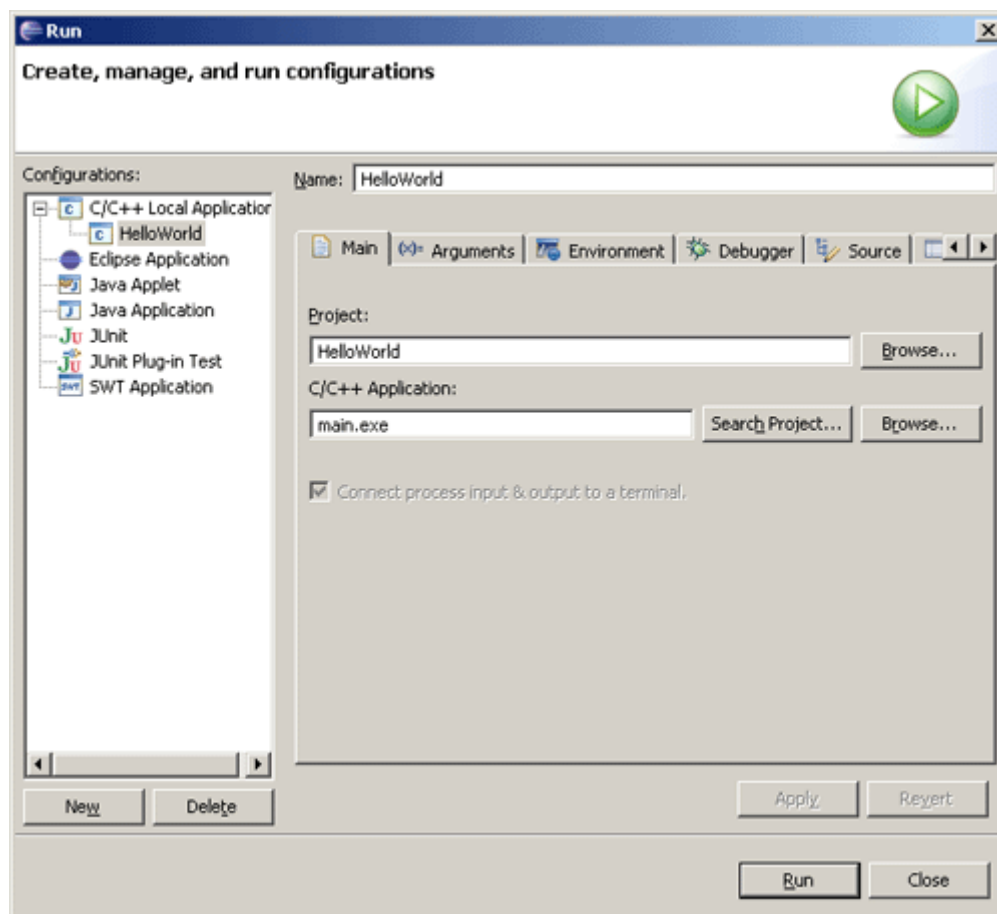 Run
Create, manage, and run configurations
Configurations:
C/C++ Local Application
HelloWorld
Eclipse Application
Java Applet
Java Application
JUnit
JUnit Plug-in Test
SWT Application
New
Delete
Name: HelloWorld
Main
Arguments
Environment
Debugger
Source
Project:
HelloWorld
Browse...
C/C++ Application:
main.exe
Search Project...
Browse...
Connect process input & output to a terminal.
Apply
Revert
Run
Close